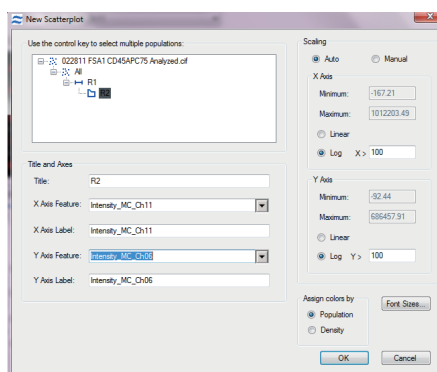 New Scatterplot
Use the control key to select multiple populations:
022811 FSA1 CD45APC75 Analyzed.cif
All
R1
R2
Title and Axes
Title: R2
X Axis Feature: Intensity_MC_Ch11
X Axis Label: Intensity_MC_Ch11
Y Axis Feature: Intensity_MC_Ch06
Y Axis Label: Intensity_MC_Ch06
Scaling
Auto Manual
X Axis
Minimum: -167.21
Maximum: 1012203.49
Linear
Log X > 100
Y Axis
Minimum: -92.44
Maximum: 686457.91
Linear
Log Y > 100
Assign colors by
Population
Density
Font Sizes...
OK Cancel